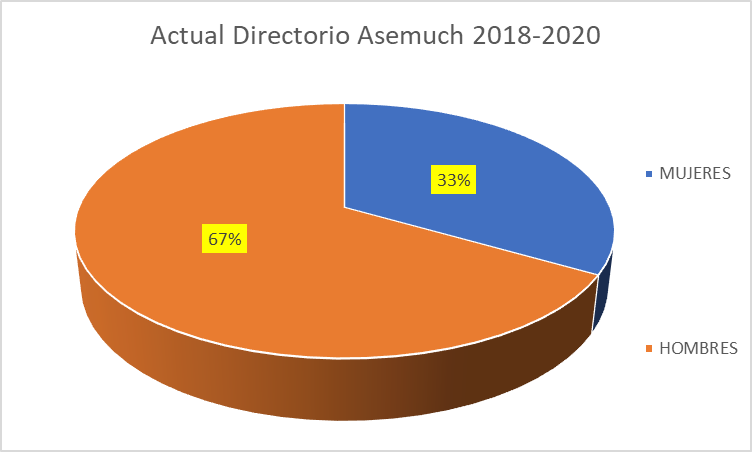 Actual Directorio Asemuch 2018-2020
33%
MUJERES
67%
HOMBRES